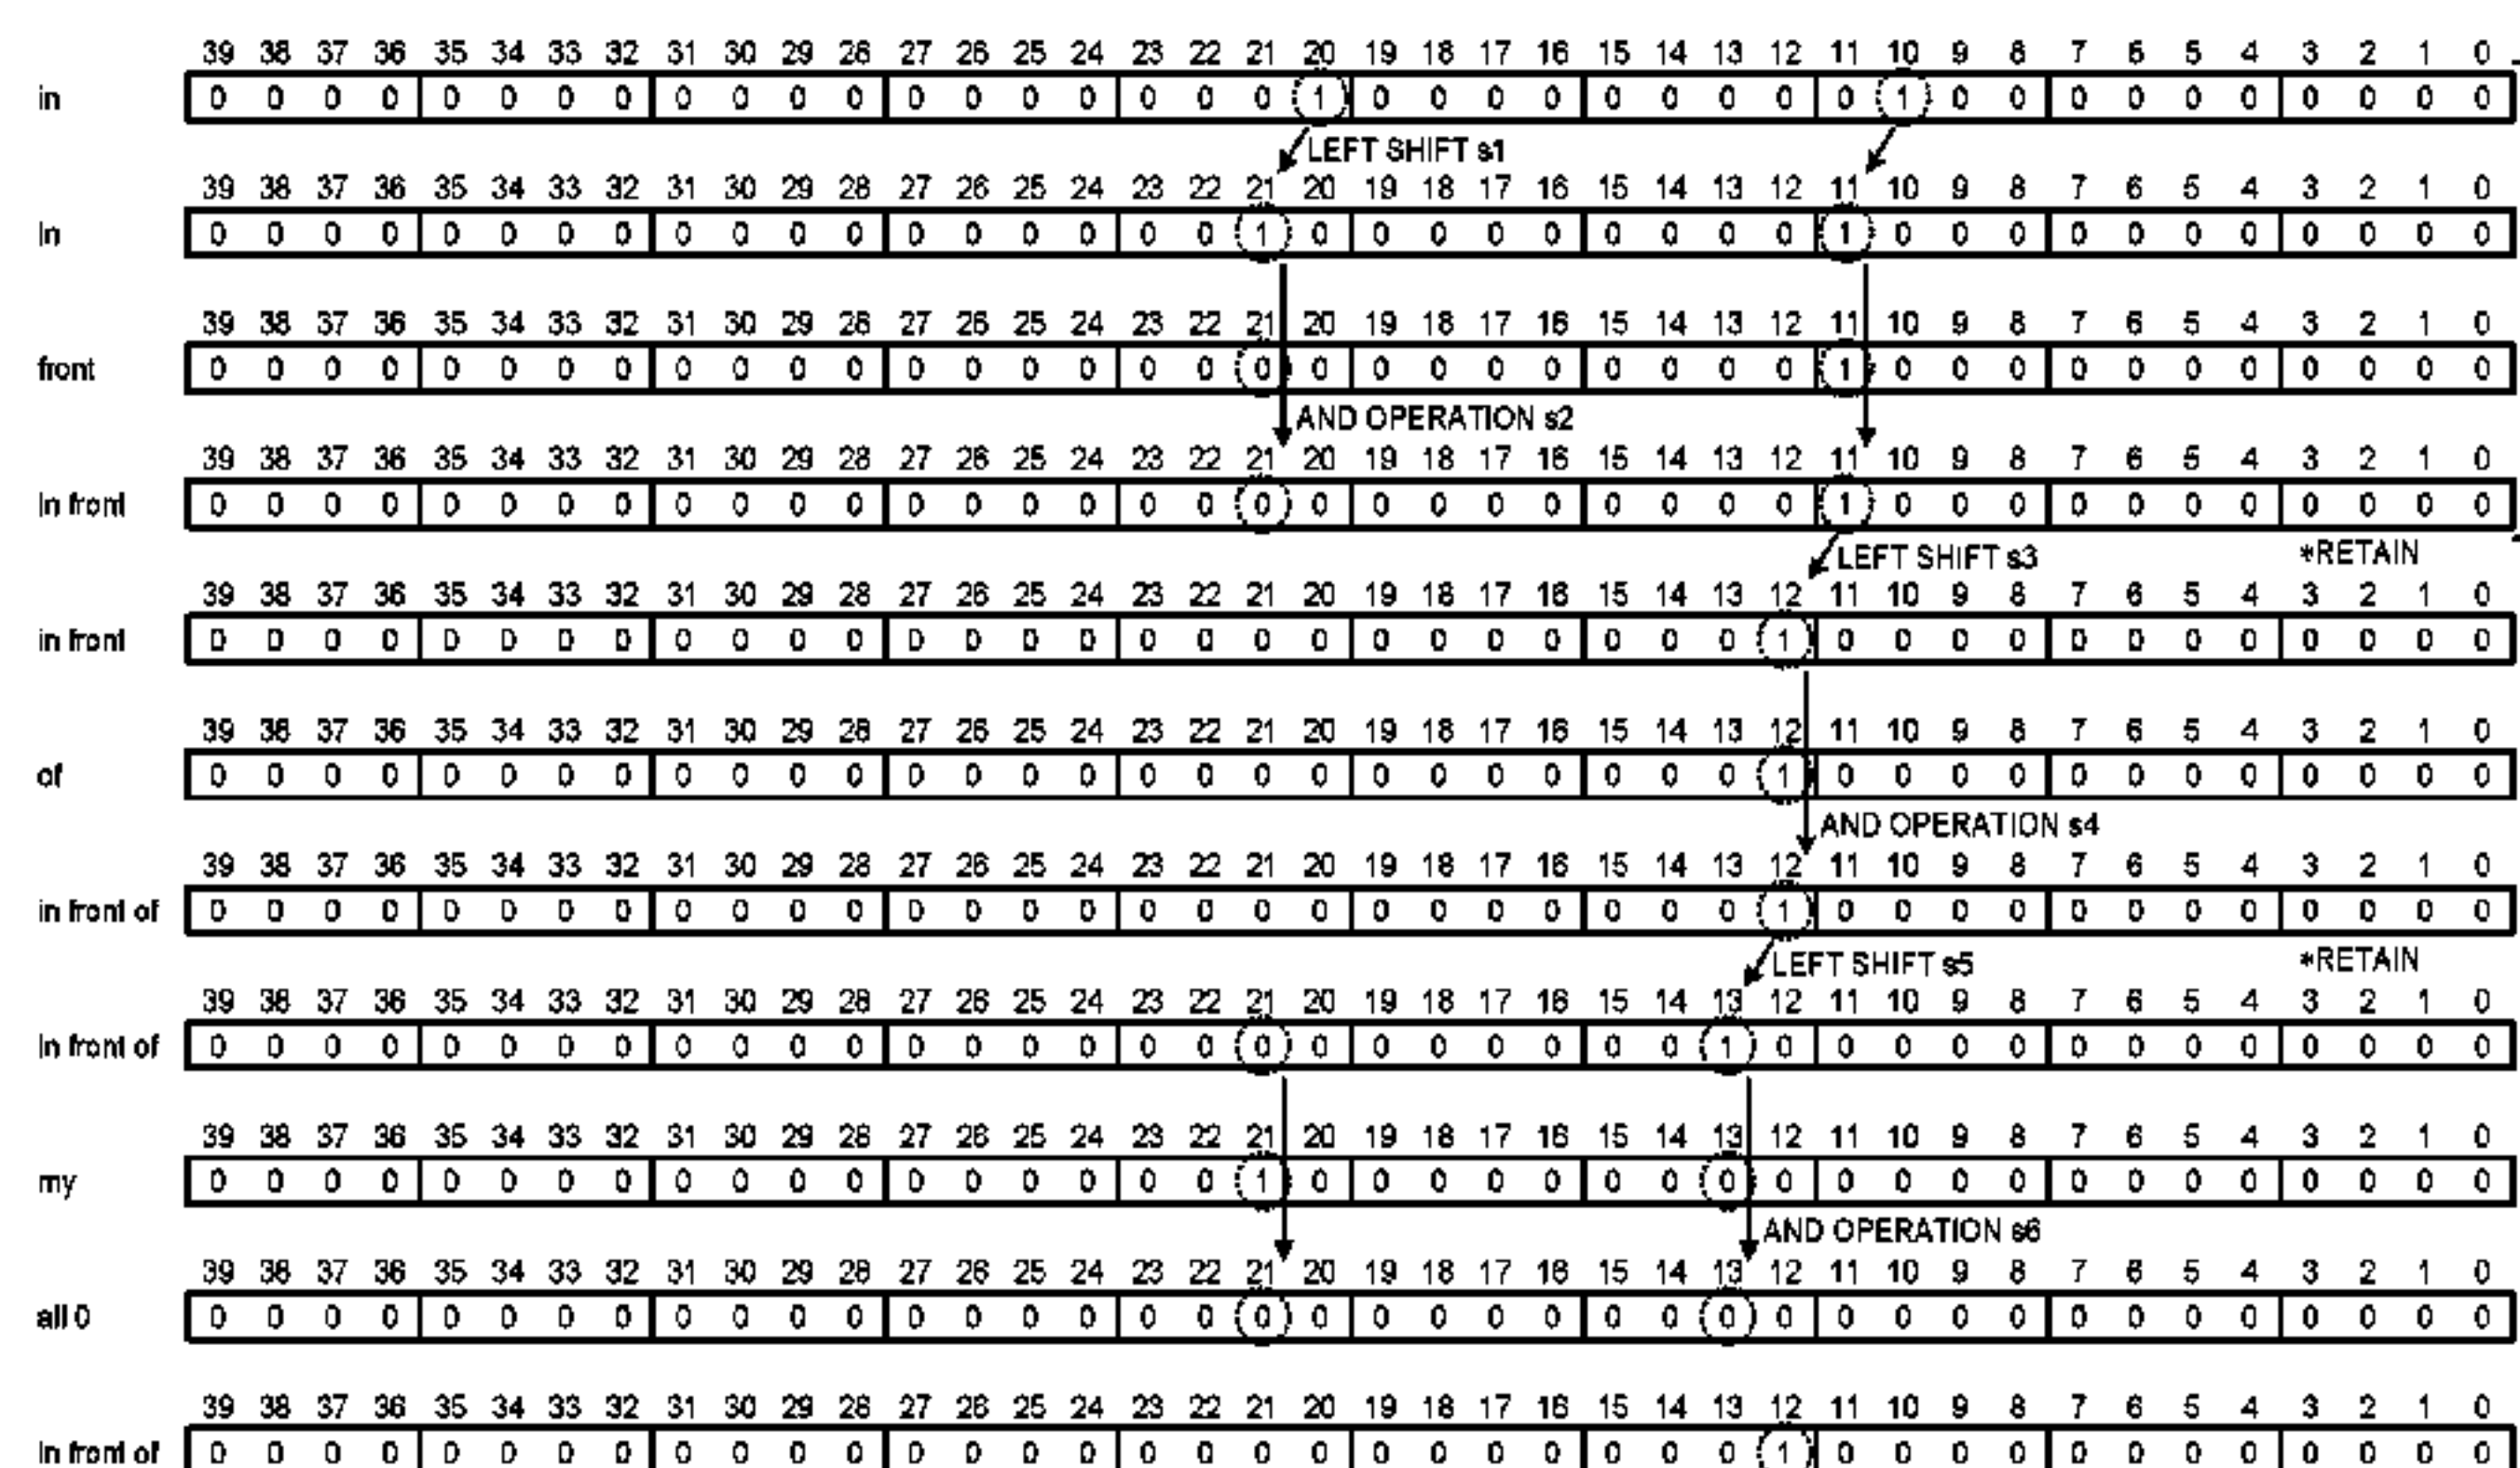 39 38 37 36 35 34 33 32 31 30 29 28 27 26 25 24 23 22 21 20 19 18 17 16 15 14 13 12 11 10 9 8 7 6 5 4 3 2 1 0
in 0 0 0 0 0 0 0 0 0 0 0 0 0 0 0 0 0 0 0 1 0 0 0 0 0 0 0 0 0 1 0 0 0 0 0 0 0 0 0 0
LEFT SHIFT s1
39 38 37 36 35 34 33 32 31 30 29 28 27 26 25 24 23 22 21 20 19 18 17 16 15 14 13 12 11 10 9 8 7 6 5 4 3 2 1 0
in 0 0 0 0 0 0 0 0 0 0 0 0 0 0 0 0 0 0 1 0 0 0 0 0 0 0 0 0 1 0 0 0 0 0 0 0 0 0 0 0
39 38 37 36 35 34 33 32 31 30 29 28 27 26 25 24 23 22 21 20 19 18 17 16 15 14 13 12 11 10 9 8 7 6 5 4 3 2 1 0
front 0 0 0 0 0 0 0 0 0 0 0 0 0 0 0 0 0 0 0 0 0 0 0 0 0 0 0 0 1 0 0 0 0 0 0 0 0 0 0 0
AND OPERATION s2
39 38 37 36 35 34 33 32 31 30 29 28 27 26 25 24 23 22 21 20 19 18 17 16 15 14 13 12 11 10 9 8 7 6 5 4 3 2 1 0
in front 0 0 0 0 0 0 0 0 0 0 0 0 0 0 0 0 0 0 0 0 0 0 0 0 0 0 0 0 1 0 0 0 0 0 0 0 0 0 0 0
LEFT SHIFT s3 *RETAIN
39 38 37 36 35 34 33 32 31 30 29 28 27 26 25 24 23 22 21 20 19 18 17 16 15 14 13 12 11 10 9 8 7 6 5 4 3 2 1 0
in front 0 0 0 0 0 0 0 0 0 0 0 0 0 0 0 0 0 0 0 0 0 0 0 0 0 0 0 1 0 0 0 0 0 0 0 0 0 0 0 0
39 38 37 36 35 34 33 32 31 30 29 28 27 26 25 24 23 22 21 20 19 18 17 16 15 14 13 12 11 10 9 8 7 6 5 4 3 2 1 0
of 0 0 0 0 0 0 0 0 0 0 0 0 0 0 0 0 0 0 0 0 0 0 0 0 0 0 0 1 0 0 0 0 0 0 0 0 0 0 0 0
AND OPERATION s4
39 38 37 36 35 34 33 32 31 30 29 28 27 26 25 24 23 22 21 20 19 18 17 16 15 14 13 12 11 10 9 8 7 6 5 4 3 2 1 0
in front of 0 0 0 0 0 0 0 0 0 0 0 0 0 0 0 0 0 0 0 0 0 0 0 0 0 0 0 1 0 0 0 0 0 0 0 0 0 0 0 0
LEFT SHIFT s5 *RETAIN
39 38 37 36 35 34 33 32 31 30 29 28 27 26 25 24 23 22 21 20 19 18 17 16 15 14 13 12 11 10 9 8 7 6 5 4 3 2 1 0
in front of 0 0 0 0 0 0 0 0 0 0 0 0 0 0 0 0 0 0 0 0 0 0 0 0 0 0 1 0 0 0 0 0 0 0 0 0 0 0 0 0
39 38 37 36 35 34 33 32 31 30 29 28 27 26 25 24 23 22 21 20 19 18 17 16 15 14 13 12 11 10 9 8 7 6 5 4 3 2 1 0
my 0 0 0 0 0 0 0 0 0 0 0 0 0 0 0 0 0 0 1 0 0 0 0 0 0 0 0 0 0 0 0 0 0 0 0 0 0 0 0 0
AND OPERATION s6
39 38 37 36 35 34 33 32 31 30 29 28 27 26 25 24 23 22 21 20 19 18 17 16 15 14 13 12 11 10 9 8 7 6 5 4 3 2 1 0
all 0 0 0 0 0 0 0 0 0 0 0 0 0 0 0 0 0 0 0 0 0 0 0 0 0 0 0 0 0 0 0 0 0 0 0 0 0 0 0 0 0
39 38 37 36 35 34 33 32 31 30 29 28 27 26 25 24 23 22 21 20 19 18 17 16 15 14 13 12 11 10 9 8 7 6 5 4 3 2 1 0
in front of 0 0 0 0 0 0 0 0 0 0 0 0 0 0 0 0 0 0 0 0 0 0 0 0 0 0 0 1 0 0 0 0 0 0 0 0 0 0 0 0